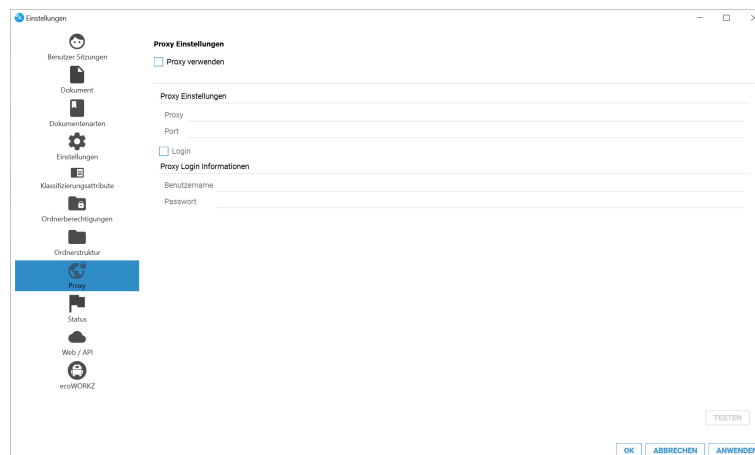 Einstellungen
Benutzer Sitzungen
Dokument
Dokumentenarten
Einstellungen
Klassifizierungsattribute
Ordnerberechtigungen
Ordnerstruktur
Proxy
Status
Web / API
ecoWORKZ
Proxy Einstellungen
Proxy verwenden
Proxy Einstellungen
Proxy
Port
Login
Proxy Login Informationen
Benutzername
Passwort
TESTEN
OK ABBRECHEN ANWENDEN